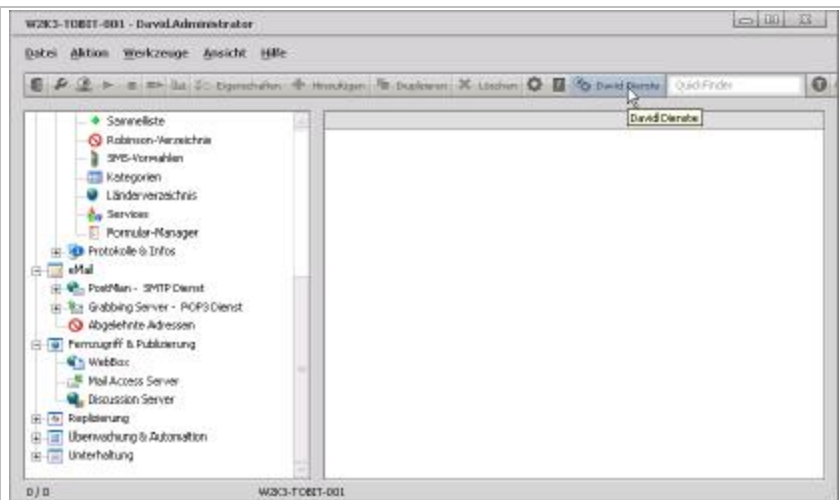 W2K3-TOBIT-001 - David.Administrator
Datei Aktion Werkzeuge Ansicht Hilfe
Eigenschaften Hinzufügen Duplizieren Löschen David Dienste QuickFinder
David Dienste
Sammelliste
Robinson-Verzeichnis
SMS-Vorwahlen
Kategorien
Länderverzeichnis
Services
Formular-Manager
Protokolle & Infos
eMail
PostMan - SMTP Dienst
Grabbing Server - POP3 Dienst
Abgelehnte Adressen
Fernzugriff & Publizierung
WebBox
Mail Access Server
Discussion Server
Replizierung
Überwachung & Automation
Unterhaltung
0 / 0 W2K3-TOBIT-001